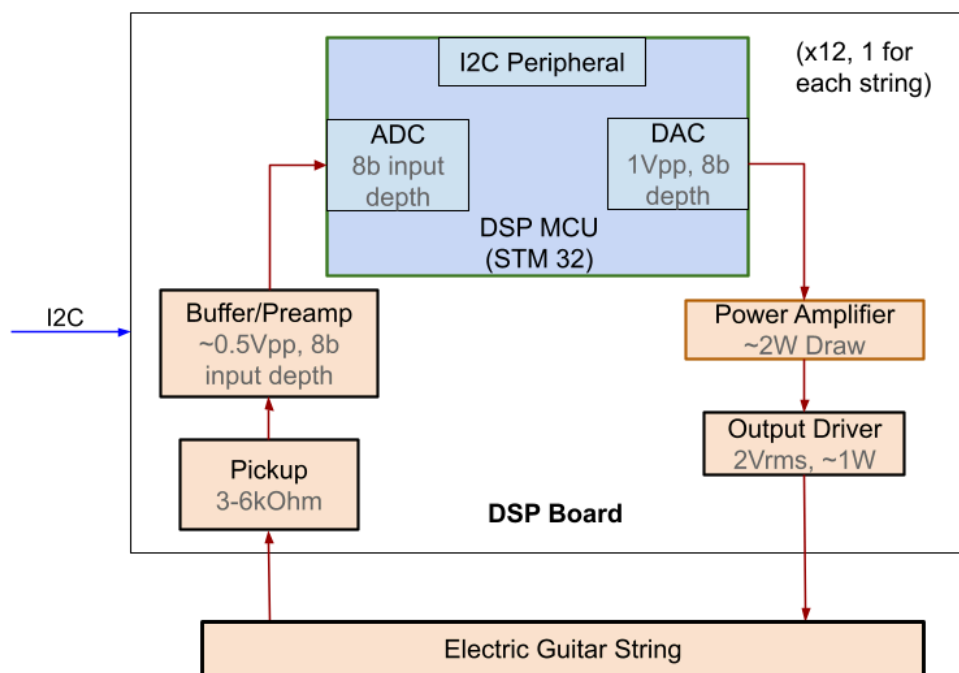 I2C Peripheral
(x12, 1 for
each string)
ADC
8b input
depth
DAC
1Vpp, 8b
depth
DSP MCU
(STM 32)
I2C
Buffer/Preamp
~0.5Vpp, 8b
input depth
Power Amplifier
~2W Draw
Output Driver
2Vrms, ~1W
Pickup
3-6kOhm
DSP Board
Electric Guitar String